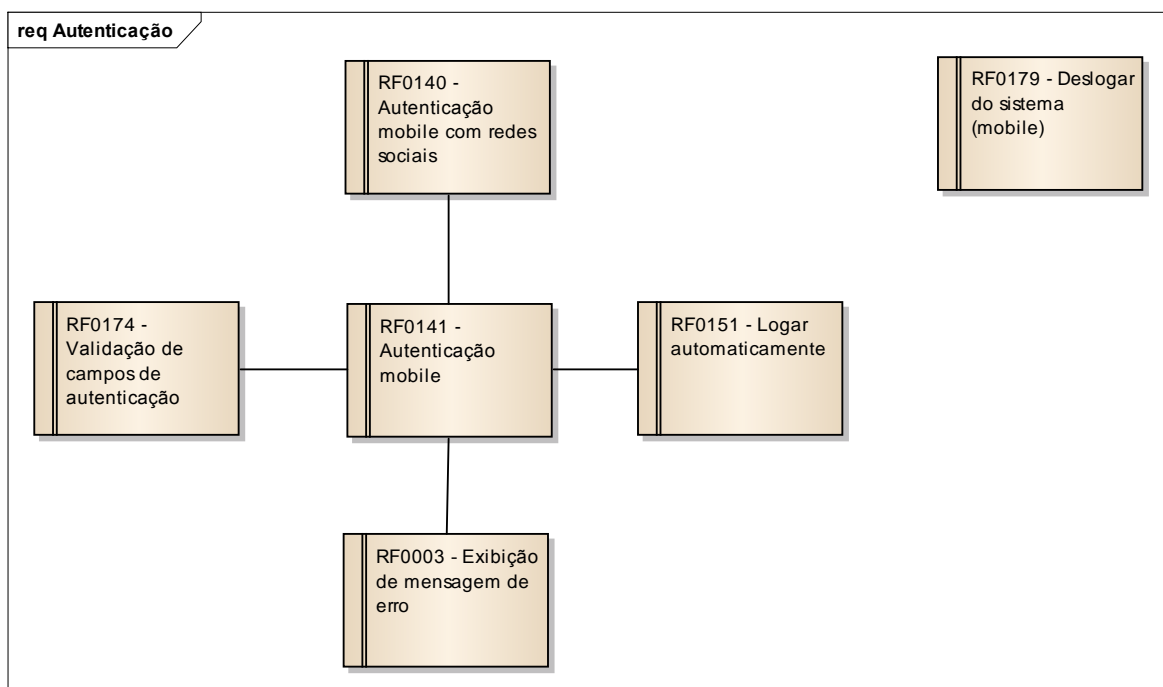 req Autenticação
RF0140 -
Autenticação
mobile com redes
sociais
RF0179 - Deslogar
do sistema
(mobile)
RF0174 -
Validação de
campos de
autenticação
RF0141 -
Autenticação
mobile
RF0151 - Logar
automaticamente
RF0003 - Exibição
de mensagem de
erro